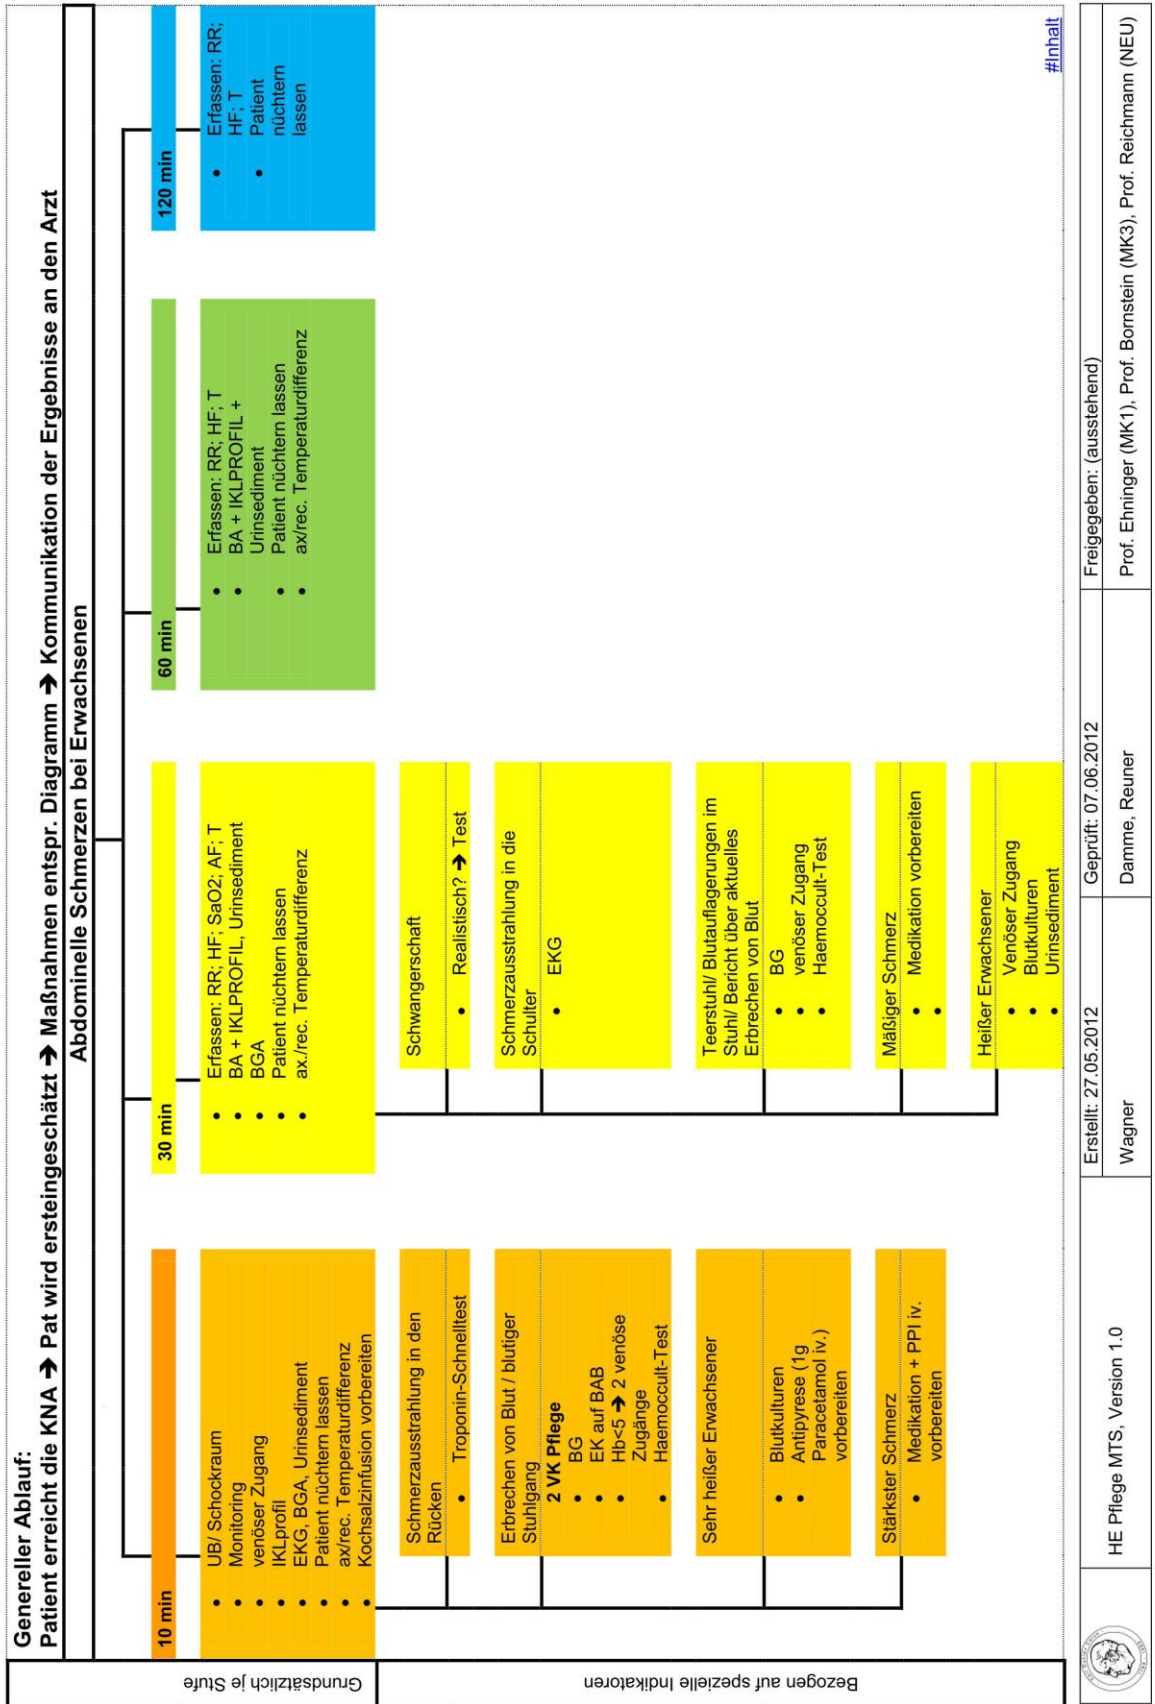 Genereller Ablauf:
Patient erreicht die KNA ➔ Pat wird ersteingeschätzt ➔ Maßnahmen entspr. Diagramm ➔ Kommunikation der Ergebnisse an den Arzt
Abdominelle Schmerzen bei Erwachsenen
Grundsätzlich je Stufe
10 min
• UB/ Schockraum
• Monitoring
• venöser Zugang
• IKLprofil
• EKG, BGA, Urinsediment
• Patient nüchtern lassen
• ax/rec. Temperaturdifferenz
• Kochsalzinfusion vorbereiten
30 min
• Erfassen: RR; HF; SaO2; AF; T
• BA + IKLPROFIL, Urinsediment
• BGA
• Patient nüchtern lassen
• ax./rec. Temperaturdifferenz
60 min
• Erfassen: RR; HF; T
• BA + IKLPROFIL +
Urinsediment
• Patient nüchtern lassen
• ax/rec. Temperaturdifferenz
120 min
• Erfassen: RR;
HF; T
• Patient
nüchtern
lassen
Bezogen auf spezielle Indikatoren
Schmerzausstrahlung in den
Rücken
• Troponin-Schnelltest
Erbrechen von Blut / blutiger
Stuhlgang
2 VK Pflege
• BG
• EK auf BAB
• Hb<5 ➔ 2 venöse
Zugänge
• Haemoccult-Test
Sehr heißer Erwachsener
• Blutkulturen
• Antipyrese (1g
Paracetamol iv.)
vorbereiten
Stärkster Schmerz
• Medikation + PPI iv.
vorbereiten
Schwangerschaft
• Realistisch? ➔ Test
Schmerzausstrahlung in die
Schulter
• EKG
Teerstuhl/ Blutauflagerungen im
Stuhl/ Bericht über aktuelles
Erbrechen von Blut
• BG
• venöser Zugang
• Haemoccult-Test
Mäßiger Schmerz
• Medikation vorbereiten
•
Heißer Erwachsener
• Venöser Zugang
• Blutkulturen
• Urinsediment
#Inhalt
HE Pflege MTS, Version 1.0
Erstellt: 27.05.2012
Wagner
Geprüft: 07.06.2012
Damme, Reuner
Freigegeben: (ausstehend)
Prof. Ehninger (MK1), Prof. Bornstein (MK3), Prof. Reichmann (NEU)